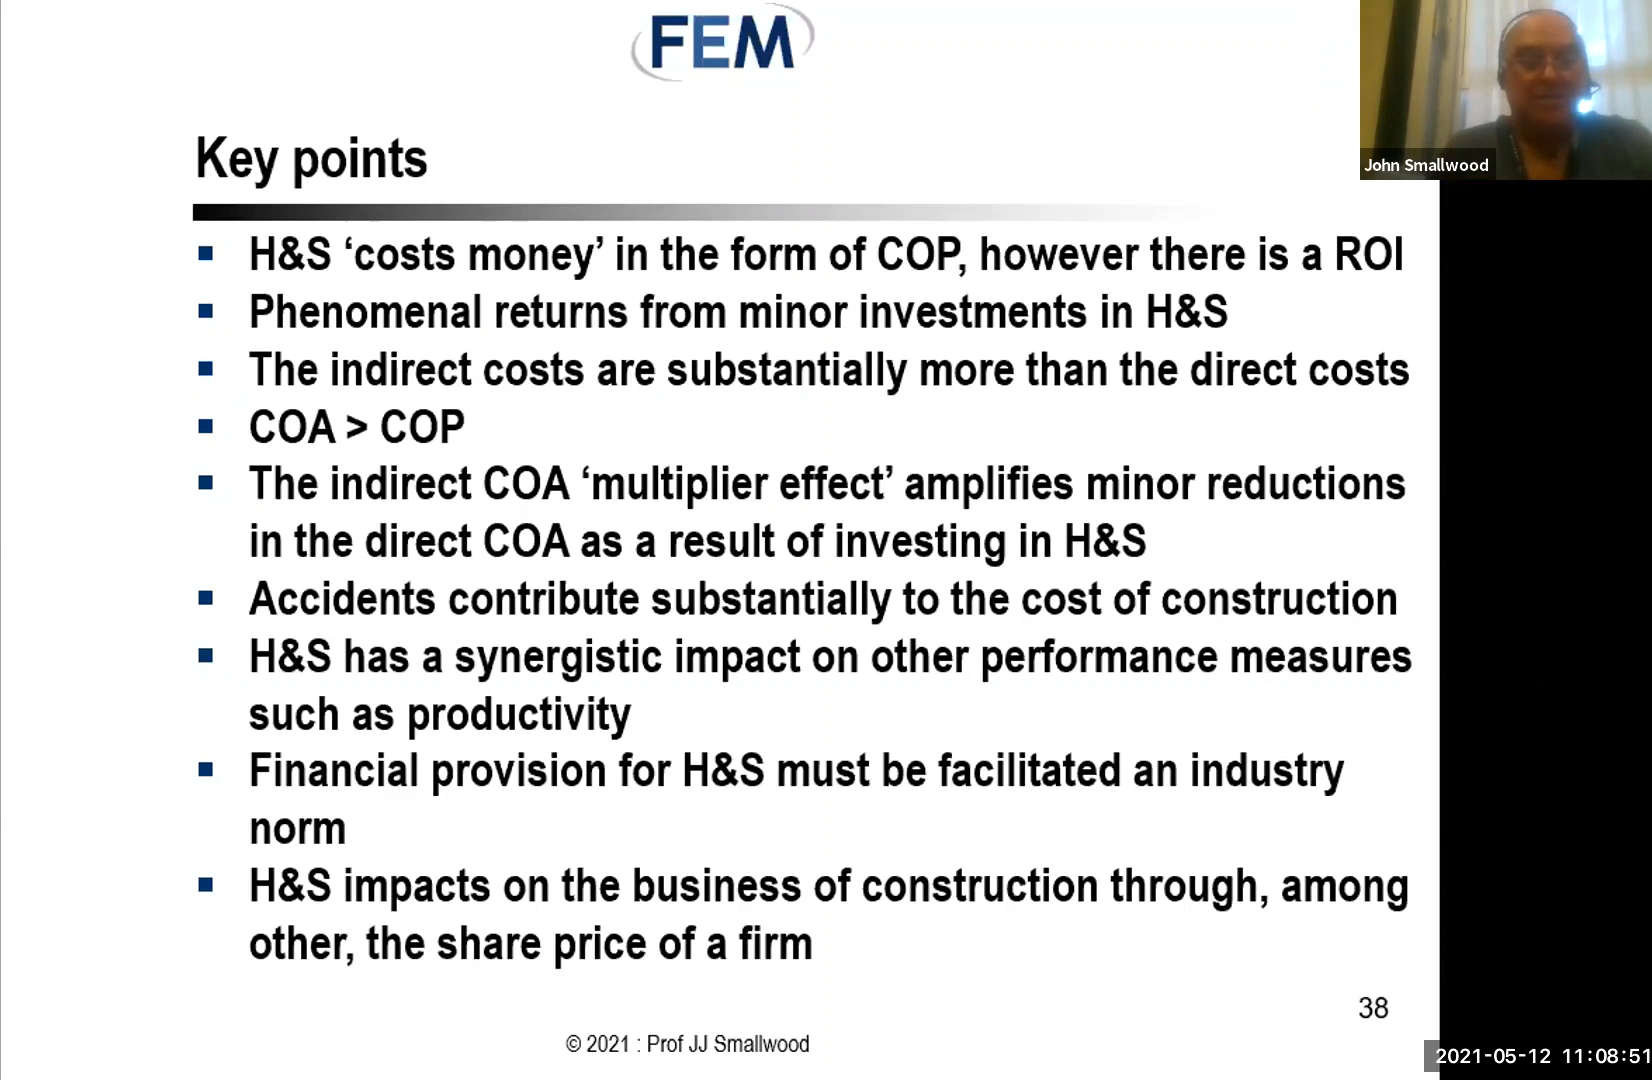 FEM
John Smallwood
Key points
H&S ‘costs money’ in the form of COP, however there is a ROI
Phenomenal returns from minor investments in H&S
The indirect costs are substantially more than the direct costs
COA > COP
The indirect COA ‘multiplier effect’ amplifies minor reductions
in the direct COA as a result of investing in H&S
Accidents contribute substantially to the cost of construction
H&S has a synergistic impact on other performance measures
such as productivity
Financial provision for H&S must be facilitated an industry
norm
H&S impacts on the business of construction through, among
other, the share price of a firm
38
© 2021 : Prof JJ Smallwood
2021-05-12 11:08:51